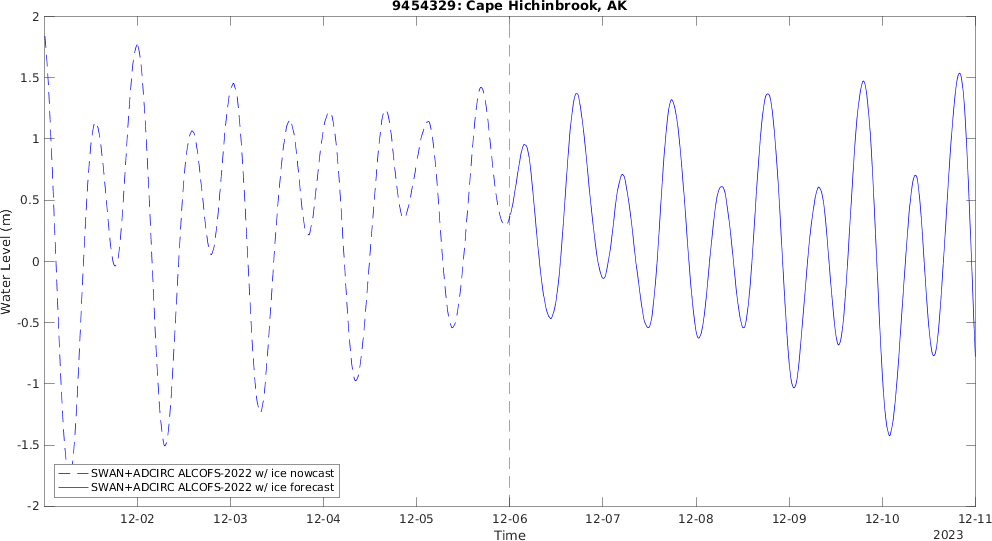 9454329: Cape Hichinbrook, AK
Water Level (m)
2
1.5
1
0.5
0
-0.5
-1
-1.5
-2
SWAN+ADCIRC ALCOFS-2022 w/ ice nowcast
SWAN+ADCIRC ALCOFS-2022 w/ ice forecast
12-02 12-03 12-04 12-05 12-06 12-07 12-08 12-09 12-10 12-11
Time
2023